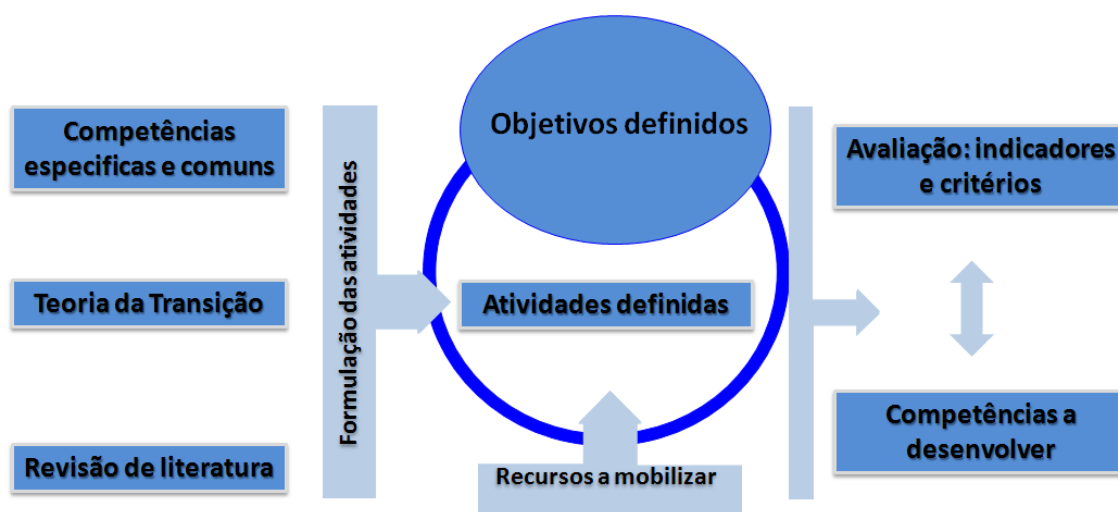 Competências
especificas e comuns
Teoria da Transição
Revisão de literatura
Formulação das atividades
Objetivos definidos
Atividades definidas
Recursos a mobilizar
Avaliação: indicadores
e critérios
Competências a
desenvolver